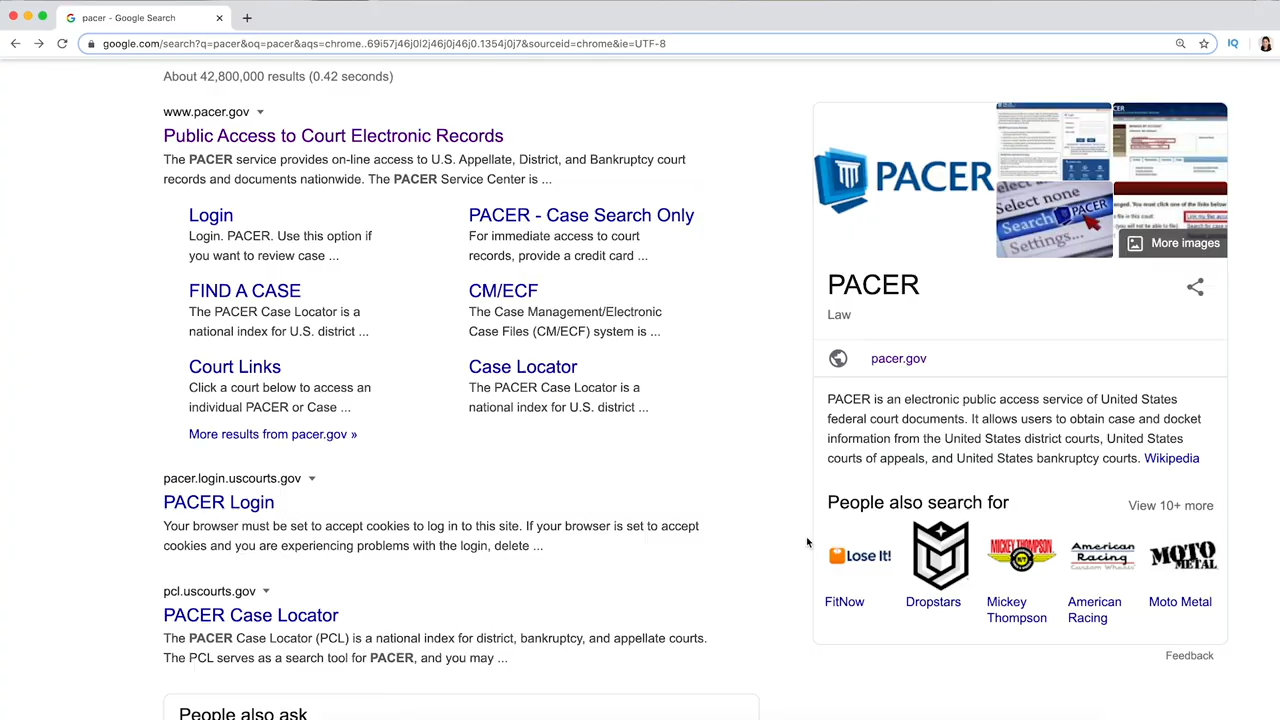 pacer - Google Search
google.com/search?q=pacer&oq=pacer&aqs=chrome..69i57j46j0l2j46j0j46j0.1354j0j7&sourceid=chrome&ie=UTF-8
IQ
About 42,800,000 results (0.42 seconds)
www.pacer.gov
Public Access to Court Electronic Records
The PACER service provides on-line access to U.S. Appellate, District, and Bankruptcy court
records and documents PACER Service Center is ...
Login
Login. PACER. Use this option if
you want to review case ...
PACER - Case Search Only
For immediate access to court
records, provide a credit card ...
FIND A CASE
The PACER Case Locator is a
national index for U.S. district ...
CM/ECF
The Case Management/Electronic
Case Files (CM/ECF) system is ...
Court Links
Click a court below to access an
individual PACER or Case ...
Case Locator
The PACER Case Locator is a
national index for U.S. district ...
More results from pacer.gov »
pacer.login.uscourts.gov
PACER Login
Your browser must be set to accept cookies to log in to this site. If your browser is set to accept
cookies and you are experiencing problems with the login, delete ...
pcl.uscourts.gov
PACER Case Locator
The PACER Case Locator (PCL) is a national index for district, bankruptcy, and appellate courts.
The PCL serves as a search tool for PACER, and you may ...
People also ask
PACER
Select none
Search PACER
Settings...
More images
PACER
Law
pacer.gov
PACER is an electronic public access service of United States
federal court documents. It allows users to obtain case and docket
information from the United States district courts, United States
courts of appeals, and United States bankruptcy courts. Wikipedia
People also search for
View 10+ more
Lose It!
MICKEY THOMPSON
American
Racing
Custom Wheels
MOTO
METAL
FitNow
Dropstars
Mickey
Thompson
American
Racing
Moto Metal
Feedback